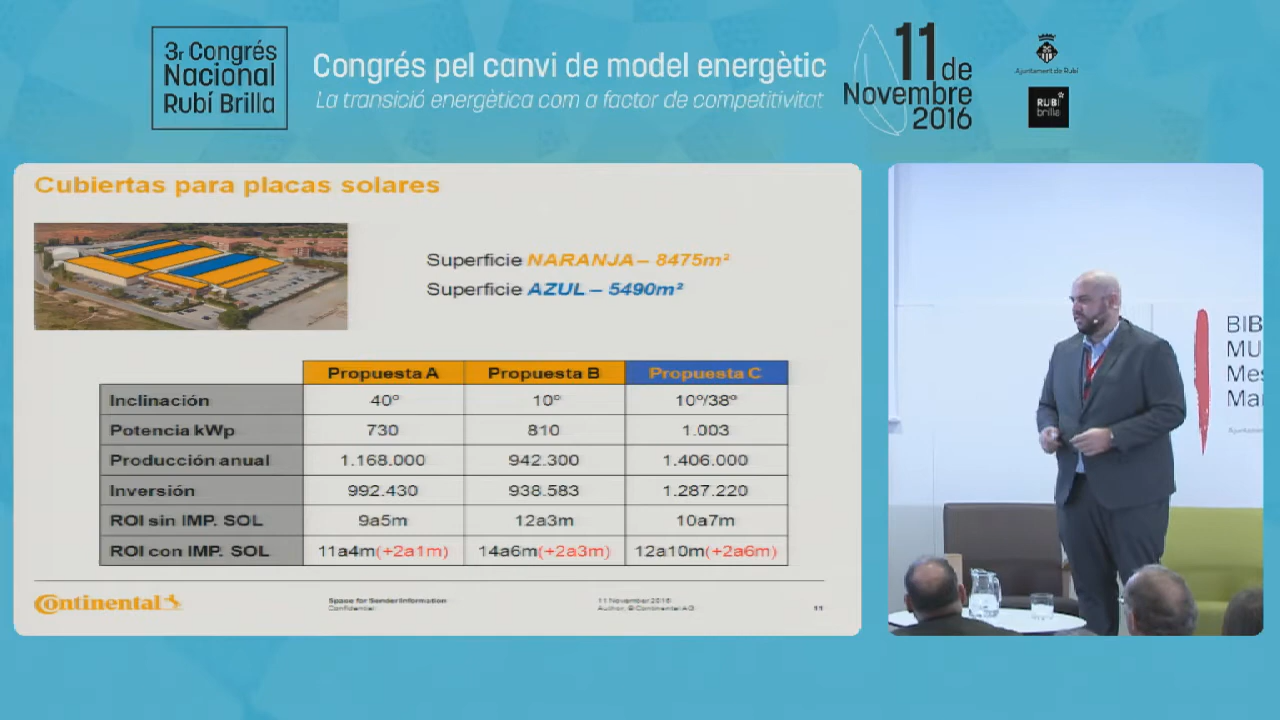 3r Congrés
Nacional
Rubí Brilla
Congrés pel canvi de model energètic
La transició energètica com a factor de competitivitat
11 de
Novembre
2016
Ajuntament de Rubí
RUBÍ
brilla
Cubiertas para placas solares
Superficie NARANJA – 8475m²
Superficie AZUL – 5490m²
Propuesta A Propuesta B Propuesta C
Inclinación 40º 10º 10º/38º
Potencia kWp 730 810 1.003
Producción anual 1.168.000 942.300 1.406.000
Inversión 992.430 938.583 1.287.220
ROI sin IMP. SOL 9a5m 12a3m 10a7m
ROI con IMP. SOL 11a4m(+2a1m) 14a6m(+2a3m) 12a10m(+2a6m)
Continental
Space for Sender Information
Confidential
11 November 2016
Author, © Continental AG
11
BIB
MU
Mes
Mar